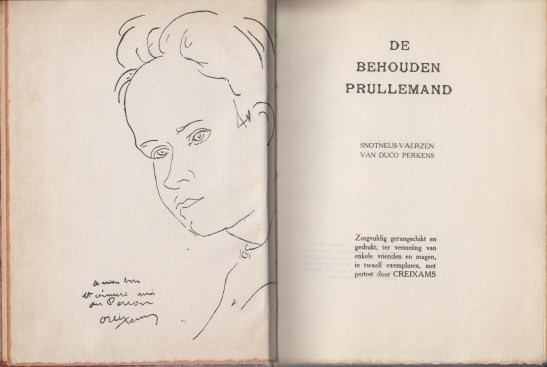 A mon bon
et sincère ami
du Perron
Creixams
DE
BEHOUDEN
PRULLEMAND
SNOTNEUS-VAERZEN
VAN DUCO PERKENS
Zorgvuldig gerangschikt en
gedrukt, ter vermeiing van
enkele vrienden en magen,
in twaalf exemplaren, met
portret door CREIXAMS